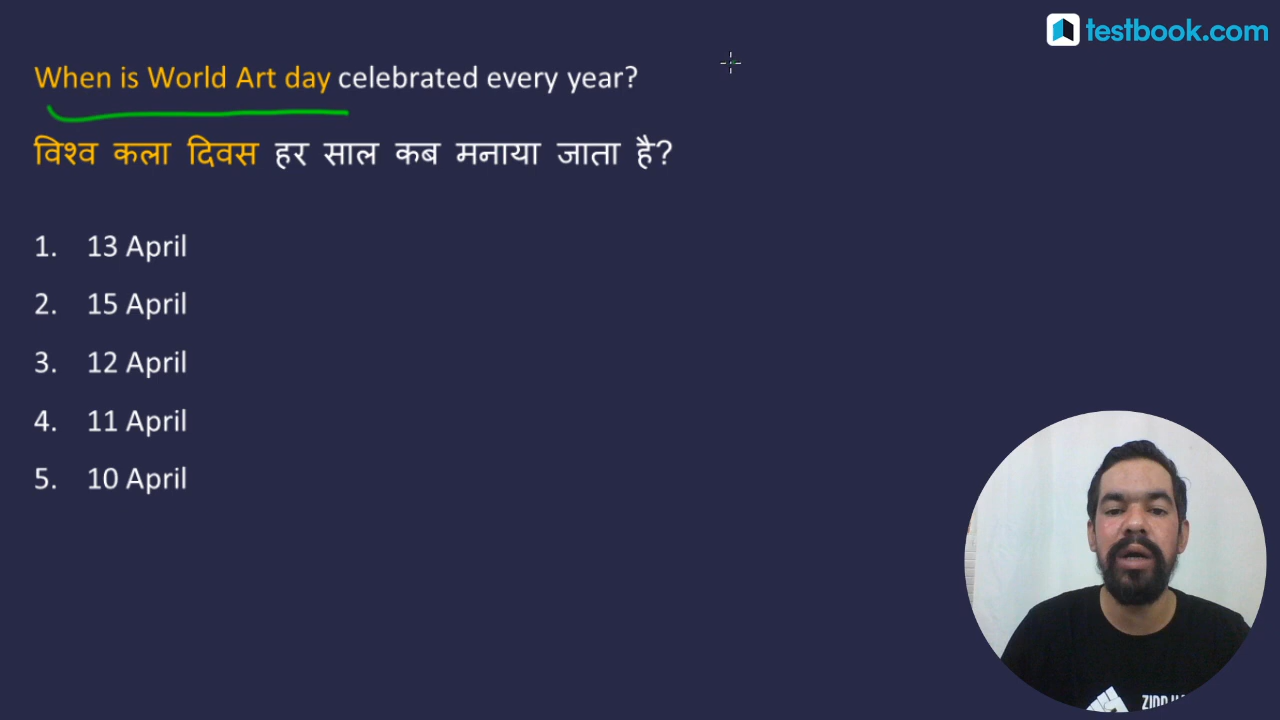 testbook.com
When is World Art day celebrated every year?
विश्व कला दिवस हर साल कब मनाया जाता है?
1. 13 April
2. 15 April
3. 12 April
4. 11 April
5. 10 April